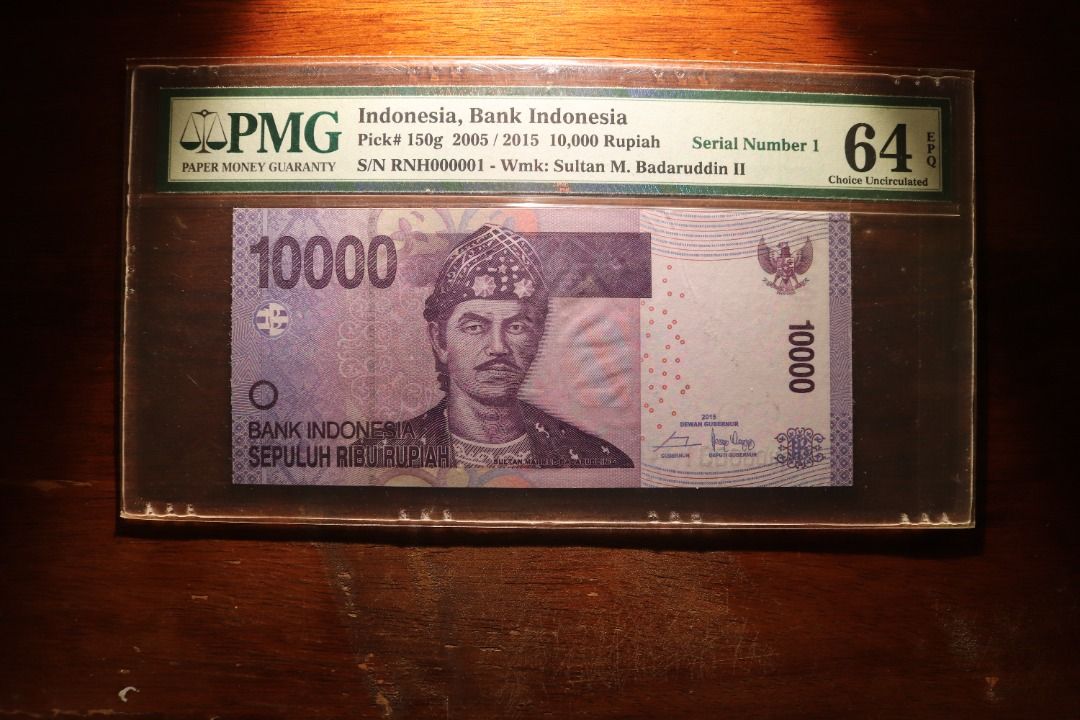 PMG
PAPER MONEY GUARANTY
Indonesia, Bank Indonesia
Pick# 150g 2005 / 2015 10,000 Rupiah
S/N RNH000001 - Wmk: Sultan M. Badaruddin II
Serial Number 1
64
EPQ
Choice Uncirculated
10000
10000
BANK INDONESIA
SEPULUH RIBU RUPIAH
2015
DEWAN GUBERNUR
GUBERNUR
DEPUTI GUBERNUR